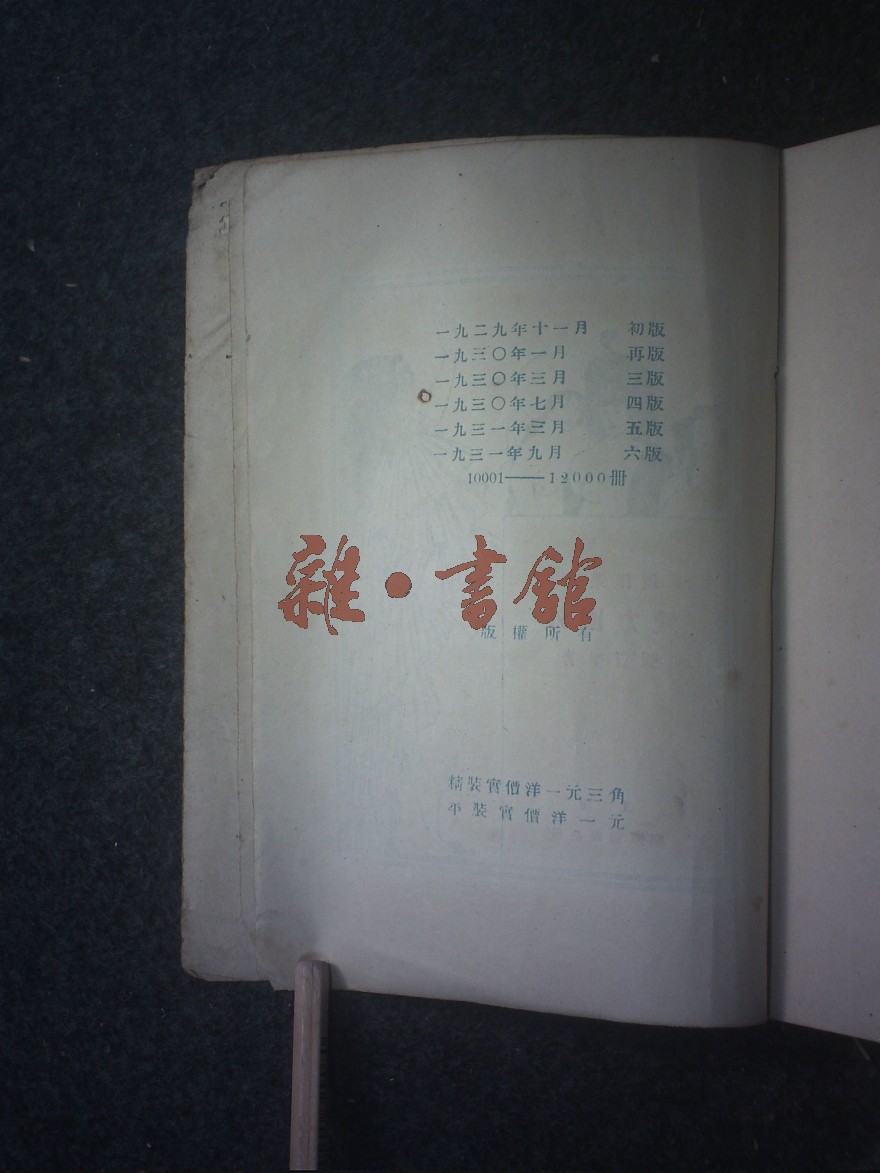 一九二九年十一月 初版
一九三〇年一月 再版
一九三〇年三月 三版
一九三〇年七月 四版
一九三一年三月 五版
一九三一年九月 六版
10001——12000冊
雜·書館
版權所有
精裝實價洋一元三角
平裝實價洋一元